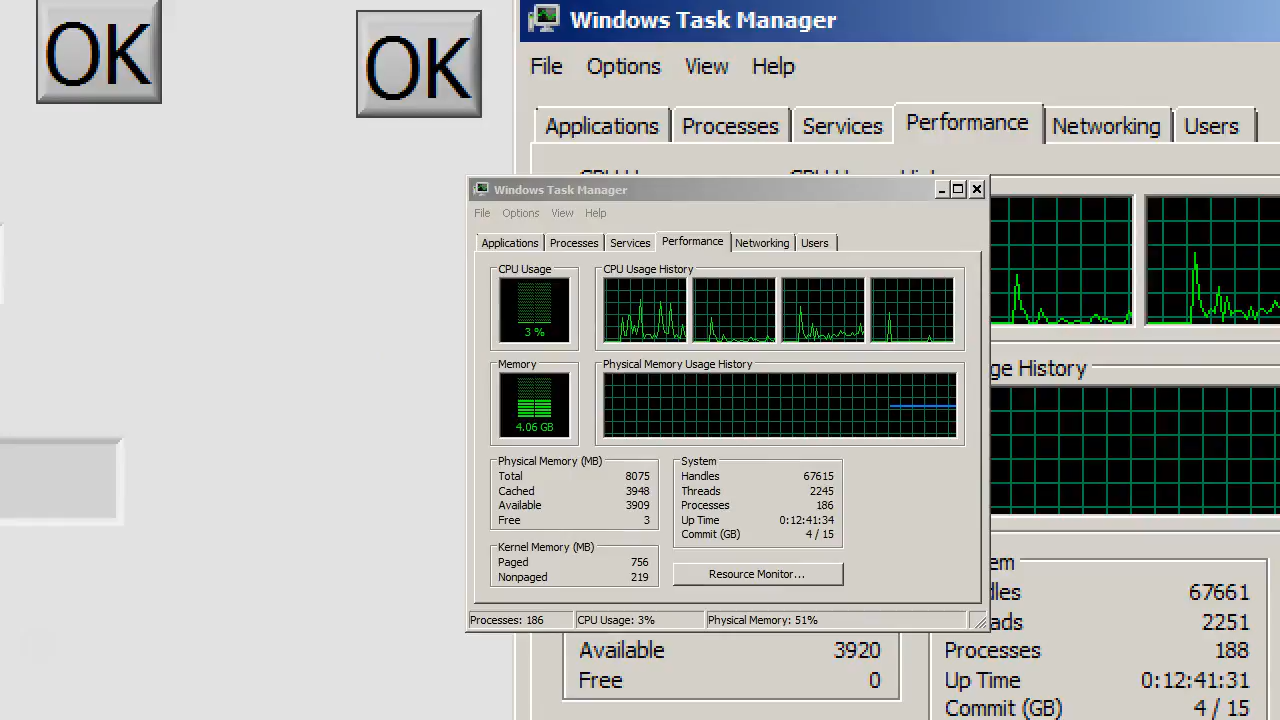 OK
OK
Windows Task Manager
File Options View Help
Applications Processes Services Performance Networking Users
Windows Task Manager
File Options View Help
Applications Processes Services Performance Networking Users
CPU Usage
CPU Usage History
3 %
Memory
Physical Memory Usage History
4.06 GB
Physical Memory (MB)
Total 8075
Cached 3948
Available 3909
Free 3
System
Handles 67615
Threads 2245
Processes 186
Up Time 0:12:41:34
Commit (GB) 4 / 15
Kernel Memory (MB)
Paged 756
Nonpaged 219
Resource Monitor...
Processes: 186 CPU Usage: 3% Physical Memory: 51%
ge History
em
dles 67661
ads 2251
Available 3920
Processes 188
Free 0
Up Time 0:12:41:31
Commit (GB) 4 / 15